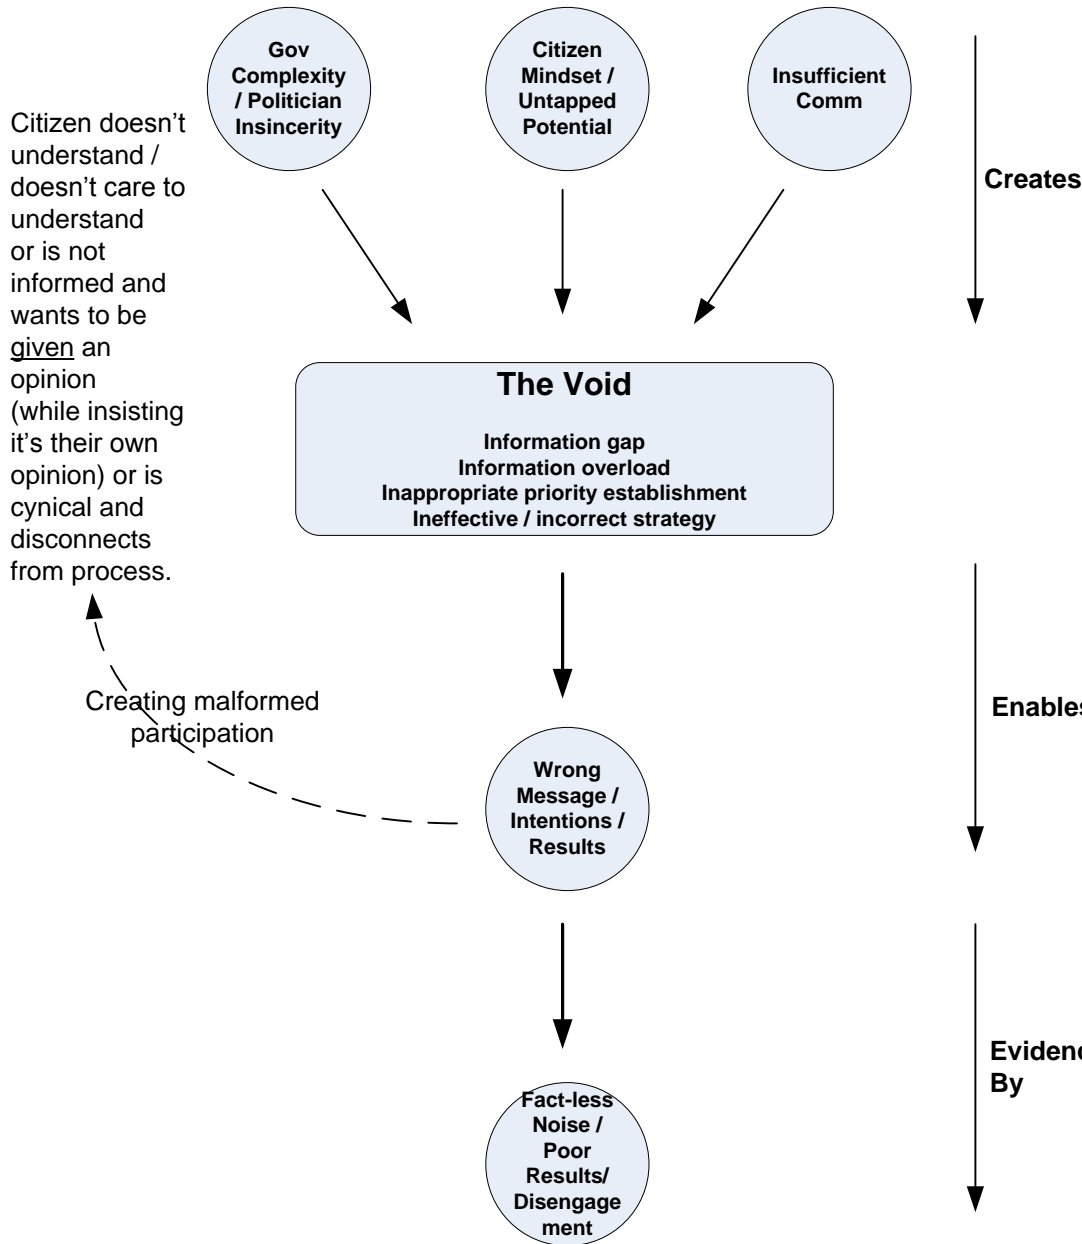 Gov
Complexity
/ Politician
Insincerity
Citizen
Mindset /
Untapped
Potential
Insufficient
Comm
Creates
Citizen doesn't
understand /
doesn't care to
understand
or is not
informed and
wants to be
given an
opinion
(while insisting
it's their own
opinion) or is
cynical and
disconnects
from process.
The Void
Information gap
Information overload
Inappropriate priority establishment
Ineffective / incorrect strategy
Creating malformed
participation
Enables
Wrong
Message /
Intentions /
Results
By
Fact-less
Noise /
Poor
Results/
Disengage
ment